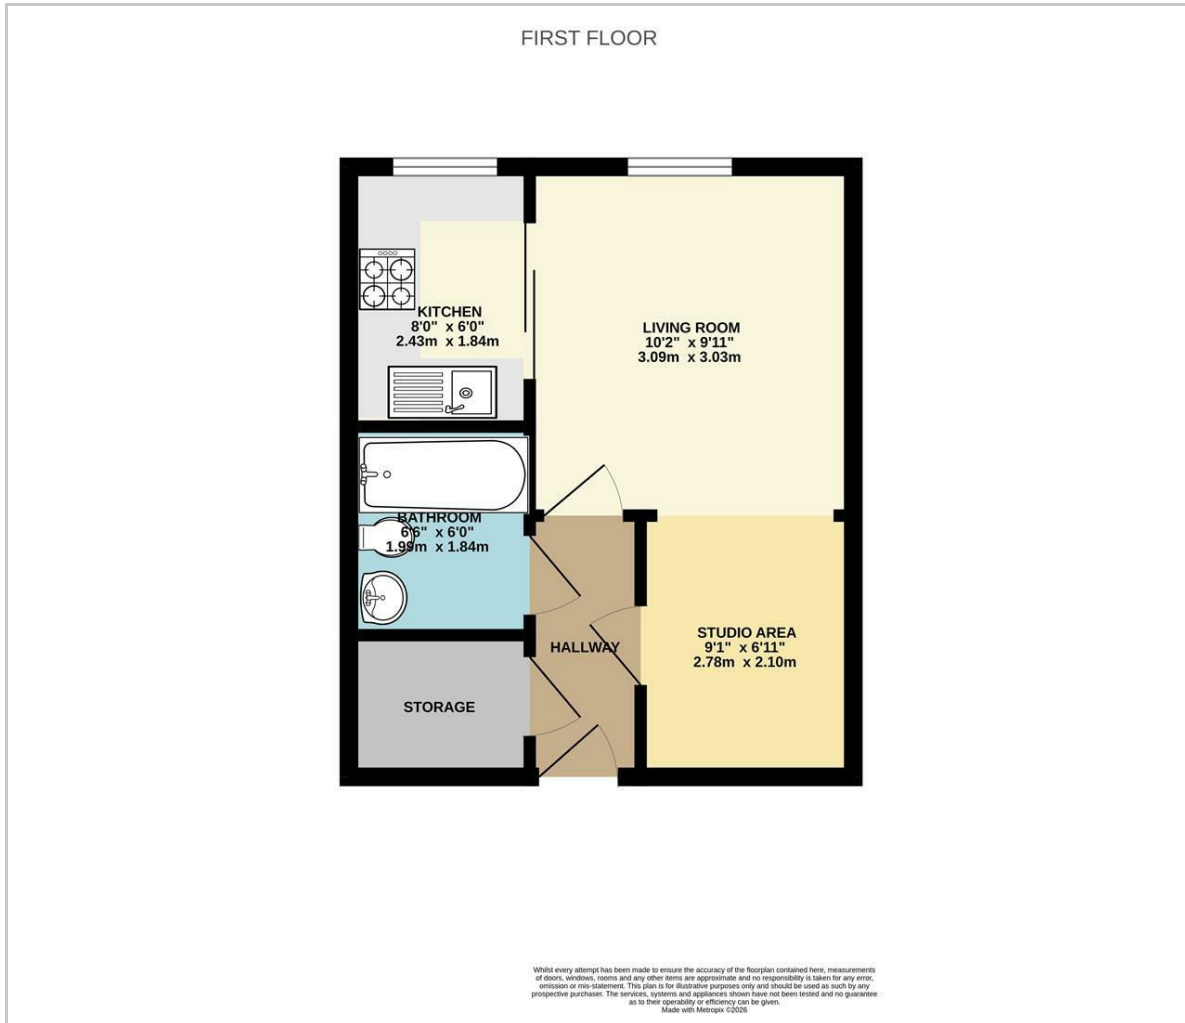 FIRST FLOOR
KITCHEN
8'0" x 6'0"
2.43m x 1.84m
LIVING ROOM
10'2" x 9'11"
3.09m x 3.03m
BATHROOM
6'6" x 6'0"
1.99m x 1.84m
HALLWAY
STUDIO AREA
9'1" x 6'11"
2.78m x 2.10m
STORAGE
Whilst every attempt has been made to ensure the accuracy of the floorplan contained here, measurements
of doors, windows, rooms and any other items are approximate and no responsibility is taken for any error,
omission or mis-statement. This plan is for illustrative purposes only and should be used as such by any
prospective purchaser. The services, systems and appliances shown have not been tested and no guarantee
as to their operability or efficiency can be given.
Made with Metropix ©2026